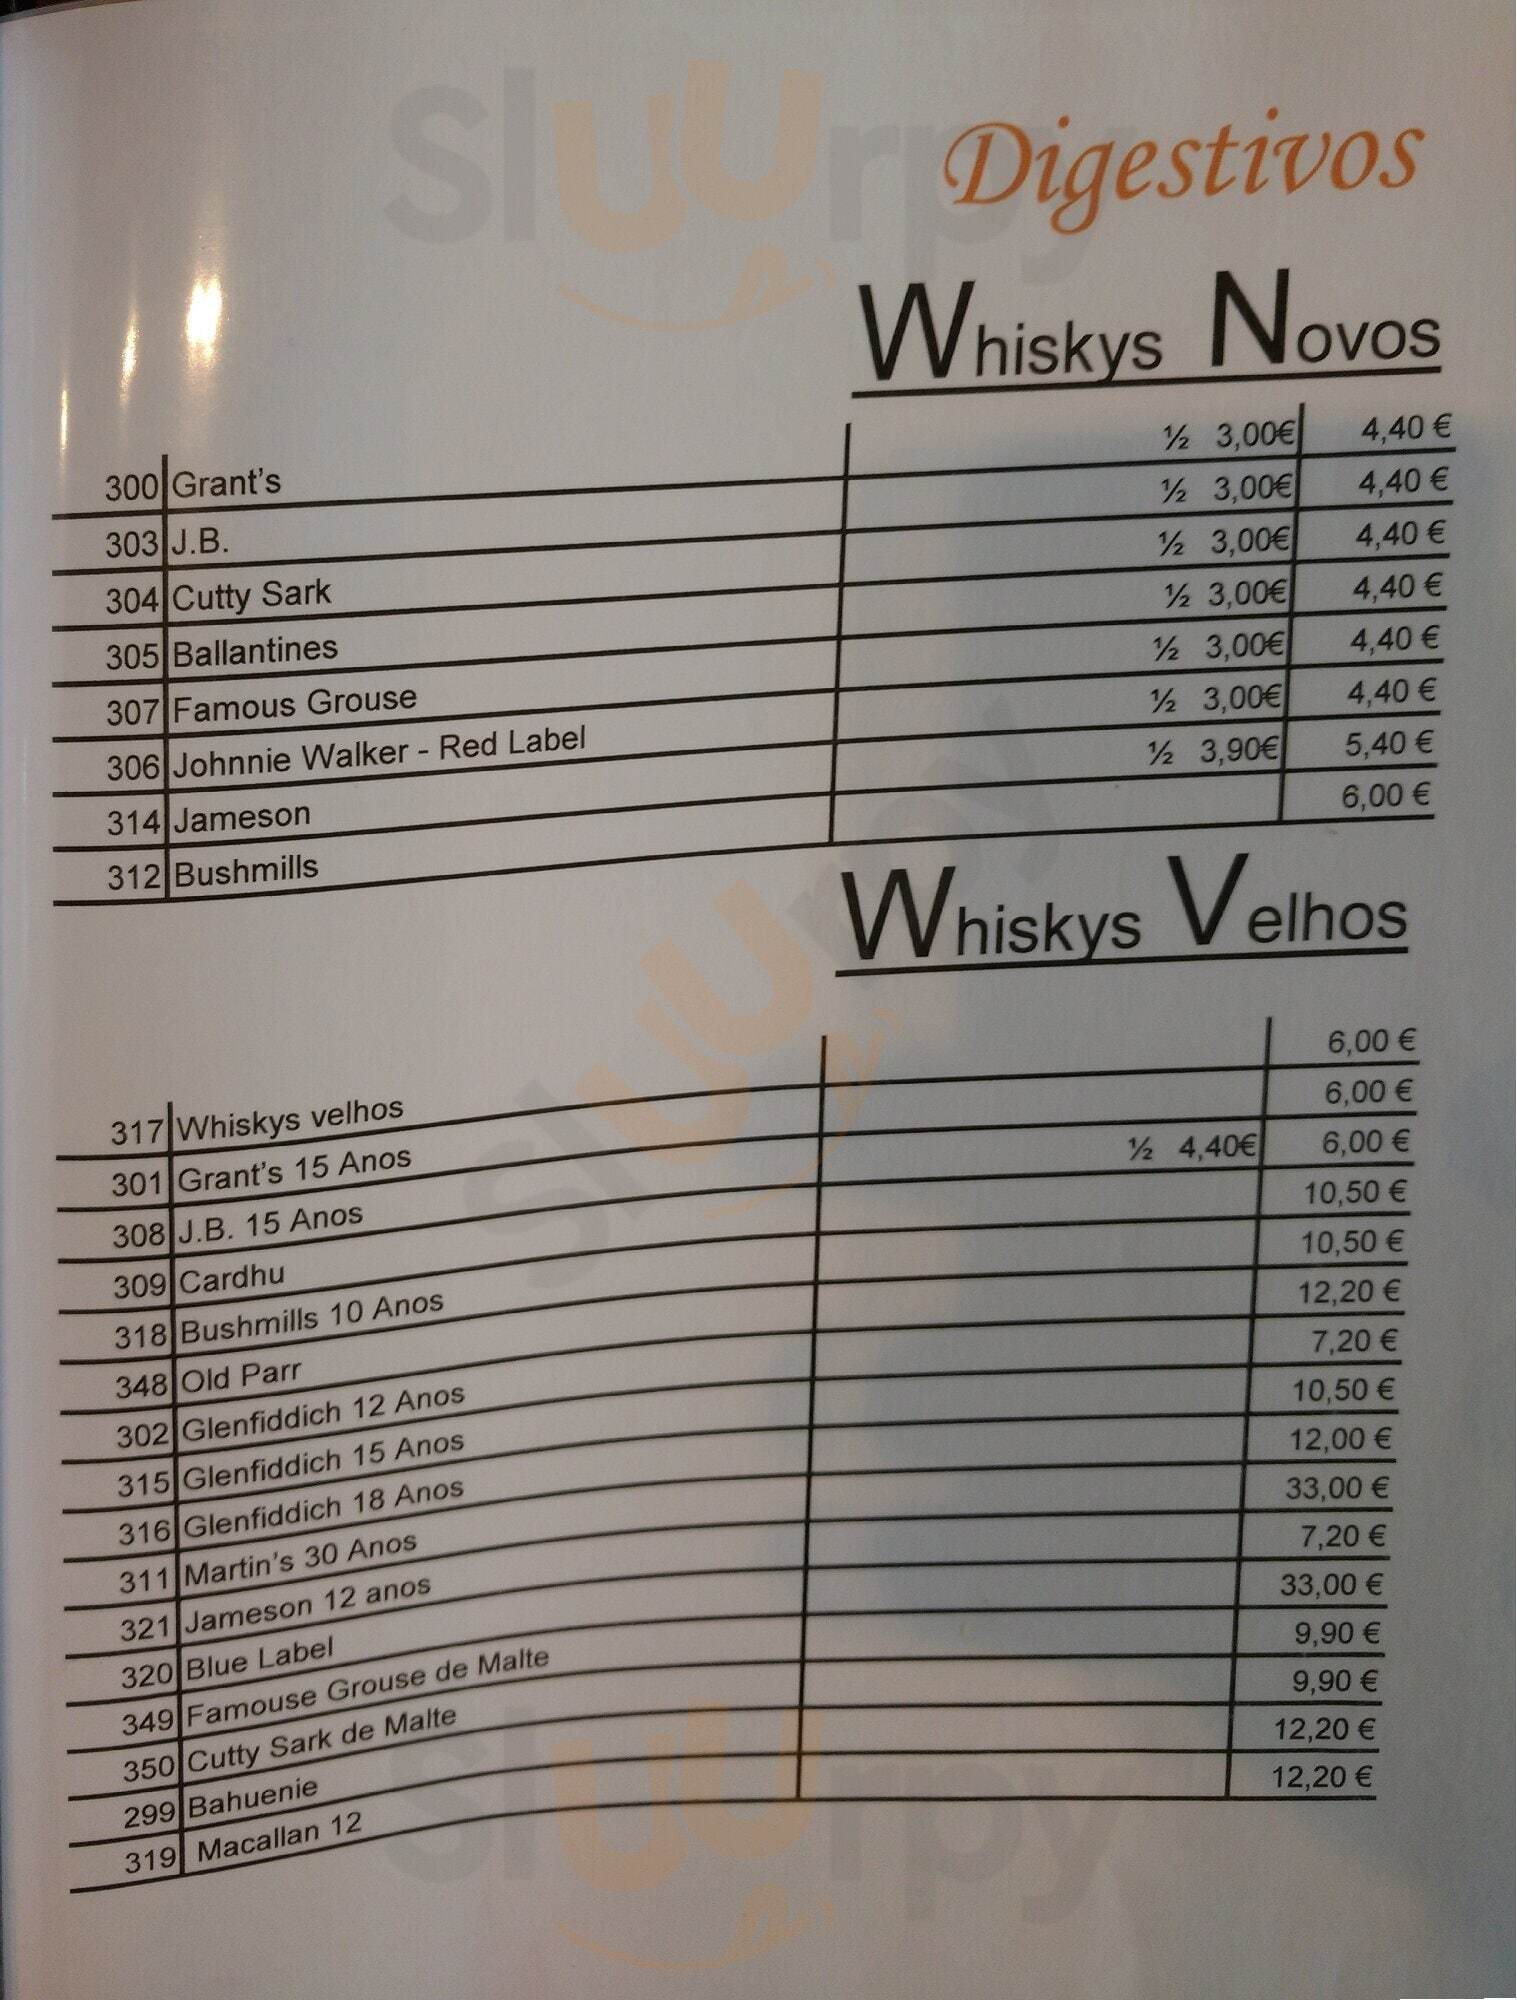 Sluurpy
Digestivos
Whiskys Novos
300 Grant's ½ 3,00€ 4,40 €
303 J.B. ½ 3,00€ 4,40 €
304 Cutty Sark ½ 3,00€ 4,40 €
305 Ballantines ½ 3,00€ 4,40 €
307 Famous Grouse ½ 3,00€ 4,40 €
306 Johnnie Walker - Red Label ½ 3,00€ 4,40 €
314 Jameson ½ 3,90€ 5,40 €
312 Bushmills 6,00 €
Whiskys Velhos
317 Whiskys velhos 6,00 €
301 Grant's 15 Anos 6,00 €
308 J.B. 15 Anos ½ 4,40€ 6,00 €
309 Cardhu 10,50 €
318 Bushmills 10 Anos 10,50 €
348 Old Parr 12,20 €
302 Glenfiddich 12 Anos 7,20 €
315 Glenfiddich 15 Anos 10,50 €
316 Glenfiddich 18 Anos 12,00 €
311 Martin's 30 Anos 33,00 €
321 Jameson 12 anos 7,20 €
320 Blue Label 33,00 €
349 Famouse Grouse de Malte 9,90 €
350 Cutty Sark de Malte 9,90 €
299 Bahuenie 12,20 €
319 Macallan 12 12,20 €
Sluurpy
Sluurpy